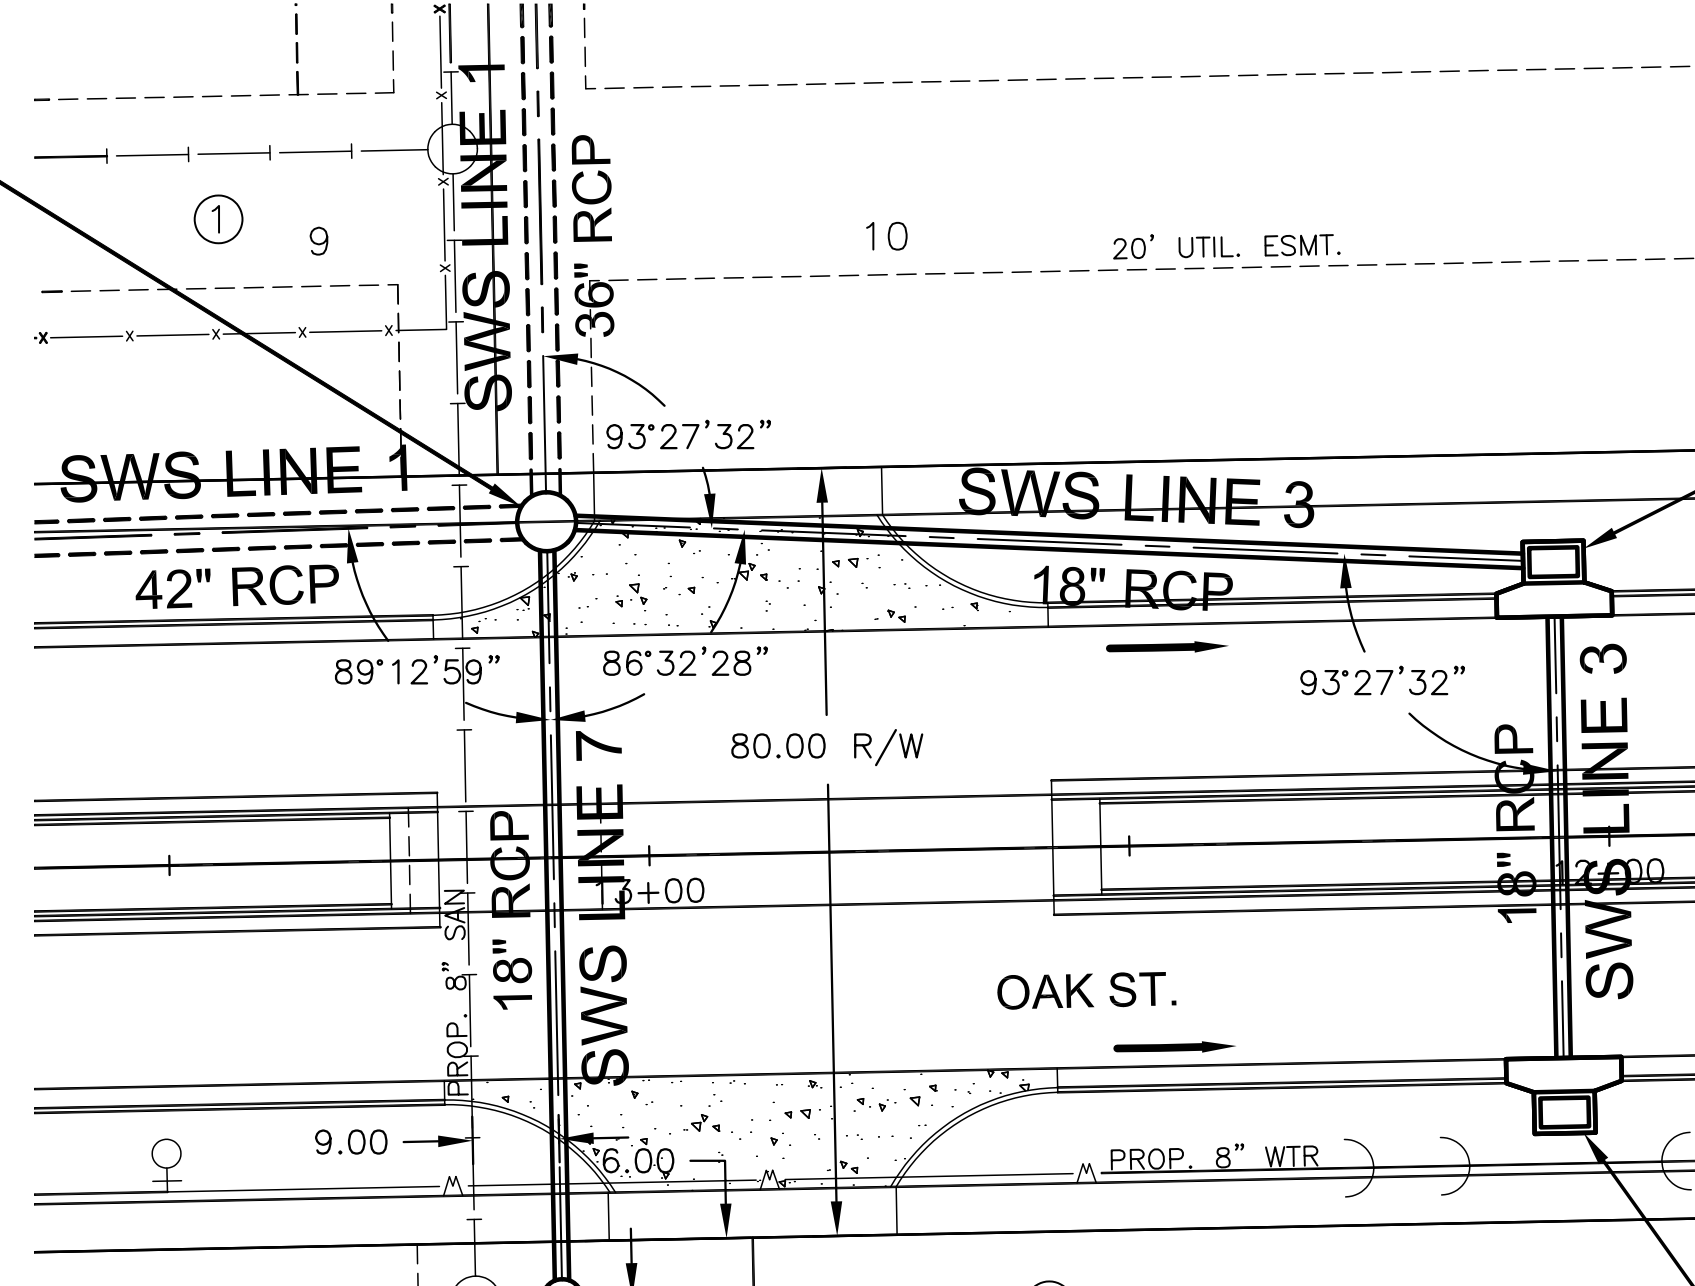 SWS LINE 1
36" RCP
1
9
10
20' UTIL. ESMT.
93°27'32"
SWS LINE 1
SWS LINE 3
42" RCP
18" RCP
89°12'59"
86°32'28"
93°27'32"
80.00 R/W
SWS LINE 7
18" RCP
18" RCP
SWS LINE 3
13+00
12+00
PROP. 8" SAN
OAK ST.
9.00
6.00
PROP. 8" WTR